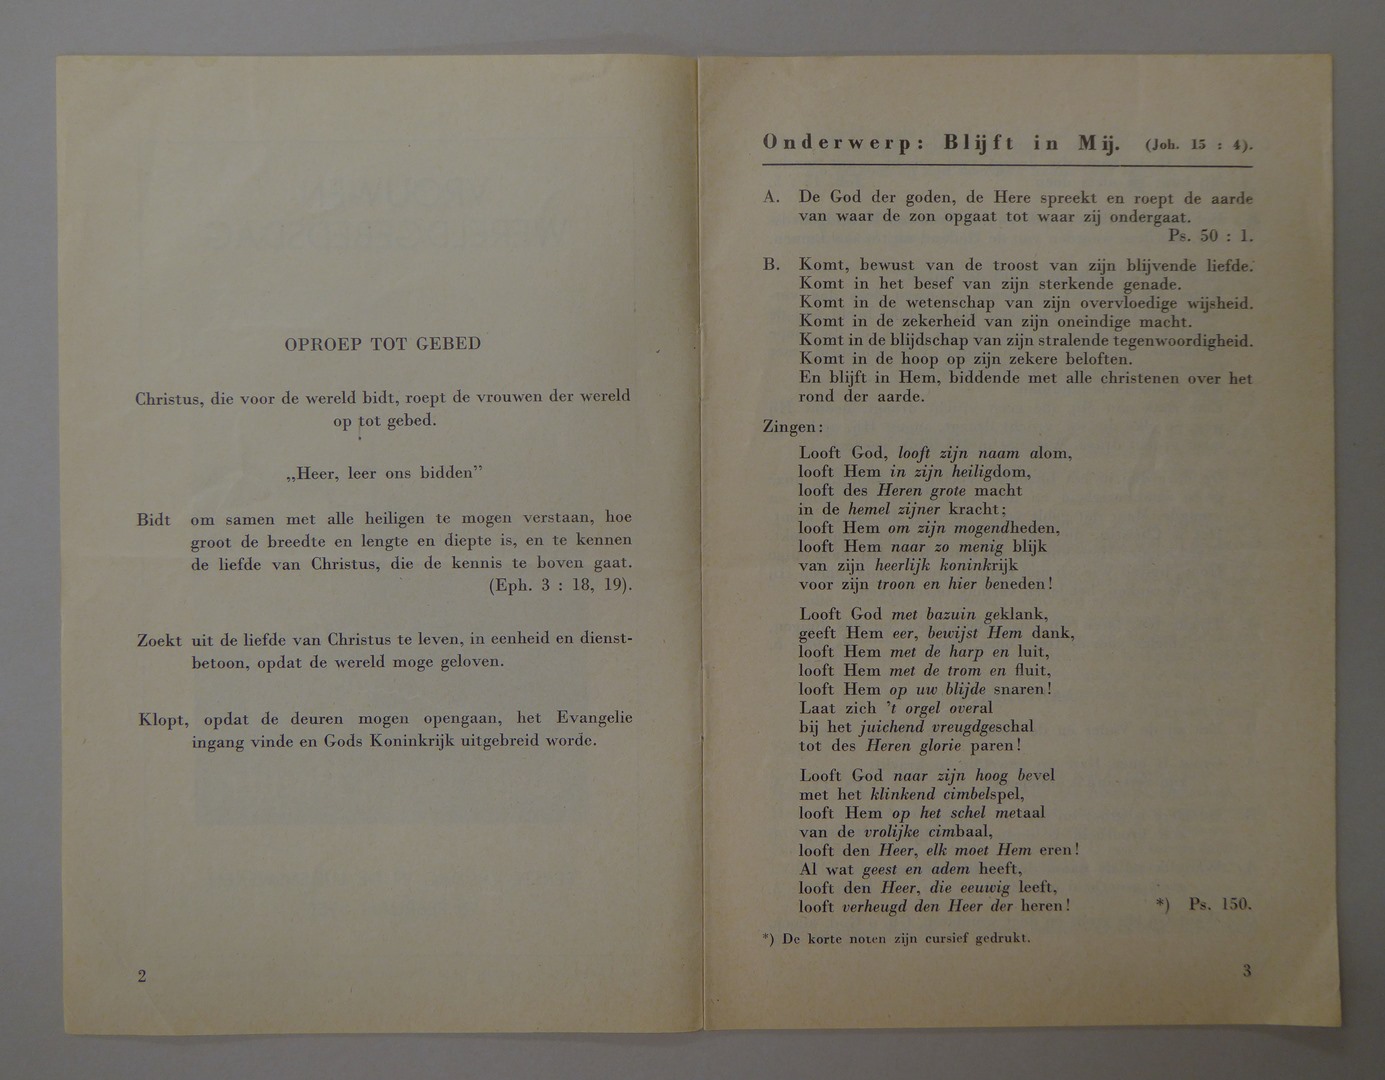 OPROEP TOT GEBED
Christus, die voor de wereld bidt, roept de vrouwen der wereld
op tot gebed.
„Heer, leer ons bidden”
Bidt om samen met alle heiligen te mogen verstaan, hoe
groot de breedte en lengte en diepte is, en te kennen
de liefde van Christus, die de kennis te boven gaat.
(Eph. 3 : 18, 19).
Zoekt uit de liefde van Christus te leven, in eenheid en dienst-
betoon, opdat de wereld moge geloven.
Klopt, opdat de deuren mogen opengaan, het Evangelie
ingang vinde en Gods Koninkrijk uitgebreid worde.
2
Onderwerp: Blijft in Mij. (Joh. 15 : 4).
A. De God der goden, de Here spreekt en roept de aarde
van waar de zon opgaat tot waar zij ondergaat.
Ps. 50 : 1.
B. Komt, bewust van de troost van zijn blijvende liefde.
Komt in het besef van zijn sterkende genade.
Komt in de wetenschap van zijn overvloedige wijsheid.
Komt in de zekerheid van zijn oneindige macht.
Komt in de blijdschap van zijn stralende tegenwoordigheid.
Komt in de hoop op zijn zekere beloften.
En blijft in Hem, biddende met alle christenen over het
rond der aarde.
Zingen:
Looft God, looft zijn naam alom,
looft Hem in zijn heiligdom,
looft des Heren grote macht
in de hemel zijner kracht;
looft Hem om zijn mogendheden,
looft Hem naar zo menig blijk
van zijn heerlijk koninkrijk
voor zijn troon en hier beneden!
Looft God met bazuin geklank,
geeft Hem eer, bewijst Hem dank,
looft Hem met de harp en luit,
looft Hem met de trom en fluit,
looft Hem op uw blijde snaren!
Laat zich 't orgel overal
bij het juichend vreugdgeschal
tot des Heren glorie paren!
Looft God naar zijn hoog bevel
met het klinkend cimbelspel,
looft Hem op het schel metaal
van de vrolijke cimbaal,
looft den Heer, elk moet Hem eren!
Al wat geest en adem heeft,
looft den Heer, die eeuwig leeft,
looft verheugd den Heer der heren! *) Ps. 150.
*) De korte noten zijn cursief gedrukt.
3